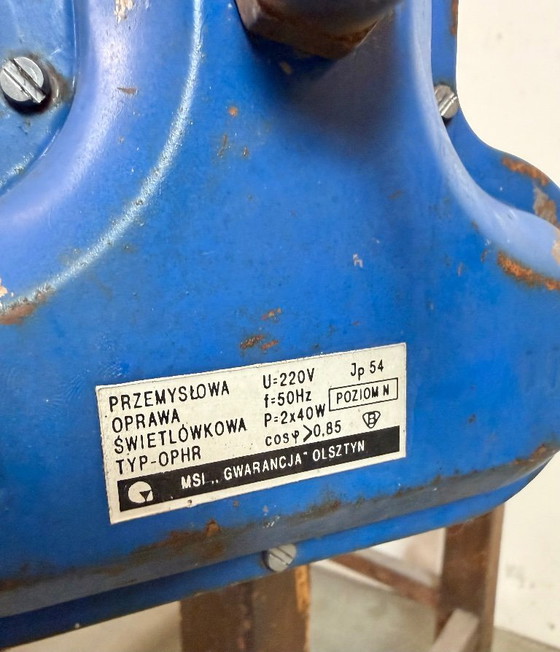 PRZEMYSŁOWA
OPRAWA
ŚWIETLÓWKOWA
TYP-OPHR
U=220V Jp 54
f=50Hz POZIOM N
P=2x40W B
cosφ>0,85
MSI „GWARANCJA" OLSZTYN